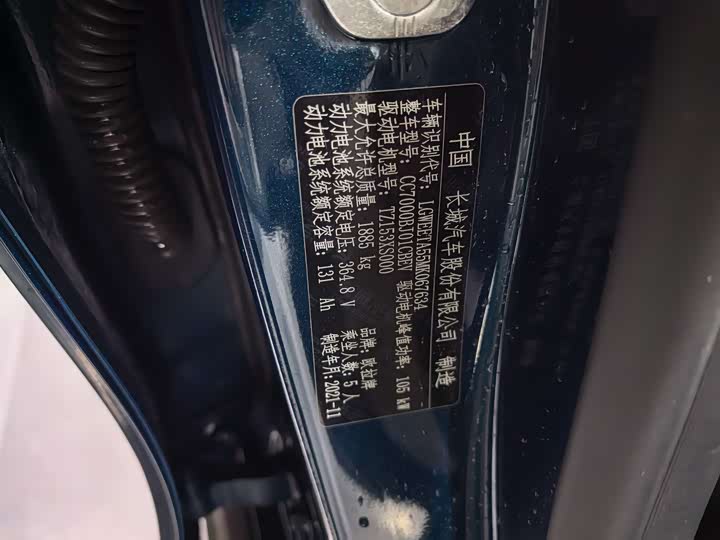 中国 长城汽车股份有限公司 制造
车辆识别代号: LGWEEFA55MK067634
整车型号: CC7000BJ01CBEV 驱动电机峰值功率: 105 kW
驱动电机型号: TZ153XS000
最大允许总质量: 1885 kg 品牌: 欧拉牌
动力电池系统额定电压: 364.8 V 乘坐人数: 5 人
动力电池系统额定容量: 131 Ah 制造年月: 2021-11